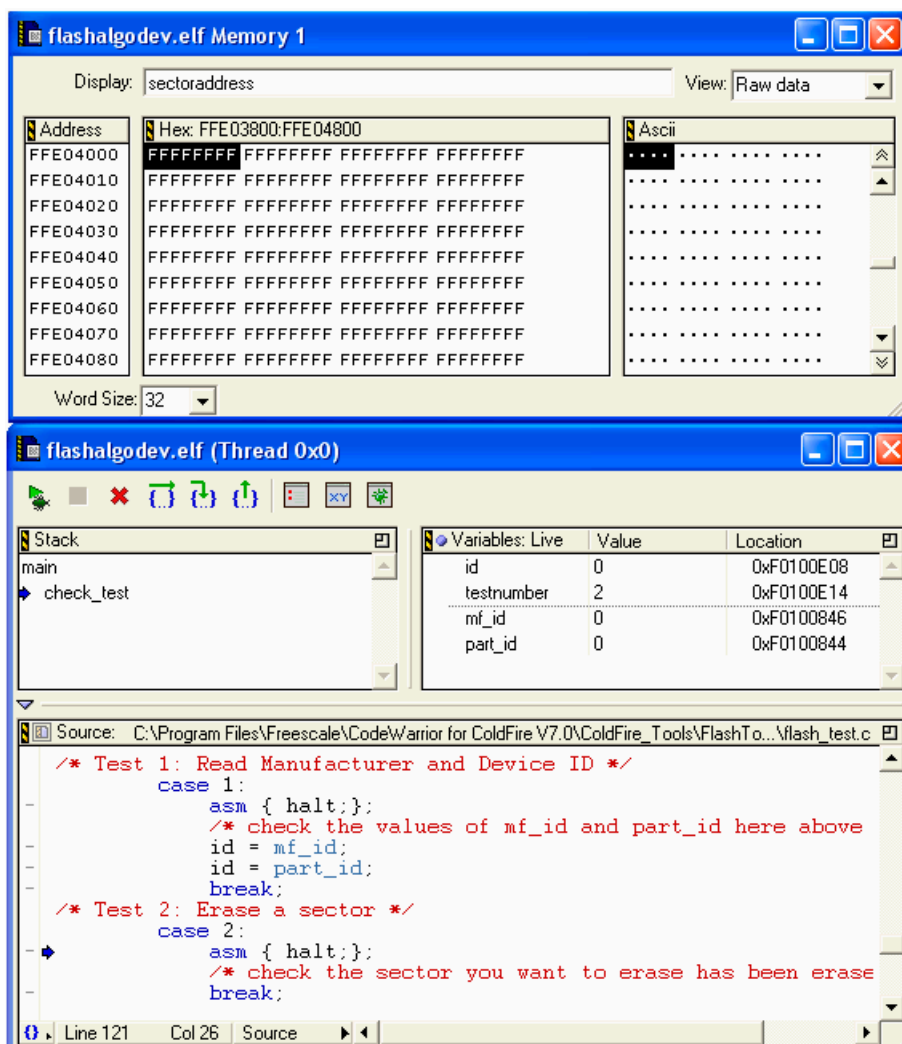 flashalgodev.elf Memory 1
Display: sectoraddress View: Raw data
Address Hex: FFE03800:FFE04800 Ascii
FFE04000 FFFFFFFF FFFFFFFF FFFFFFFF FFFFFFFF .... .... .... ....
FFE04010 FFFFFFFF FFFFFFFF FFFFFFFF FFFFFFFF .... .... .... ....
FFE04020 FFFFFFFF FFFFFFFF FFFFFFFF FFFFFFFF .... .... .... ....
FFE04030 FFFFFFFF FFFFFFFF FFFFFFFF FFFFFFFF .... .... .... ....
FFE04040 FFFFFFFF FFFFFFFF FFFFFFFF FFFFFFFF .... .... .... ....
FFE04050 FFFFFFFF FFFFFFFF FFFFFFFF FFFFFFFF .... .... .... ....
FFE04060 FFFFFFFF FFFFFFFF FFFFFFFF FFFFFFFF .... .... .... ....
FFE04070 FFFFFFFF FFFFFFFF FFFFFFFF FFFFFFFF .... .... .... ....
FFE04080 FFFFFFFF FFFFFFFF FFFFFFFF FFFFFFFF .... .... .... ....
Word Size: 32
flashalgodev.elf (Thread 0x0)
Stack Variables: Live Value Location
main id 0 0xF0100E08
check_test testnumber 2 0xF0100E14
mf_id 0 0xF0100846
part_id 0 0xF0100844
Source: C:\Program Files\Freescale\CodeWarrior for ColdFire V7.0\ColdFire_Tools\FlashTo...\flash_test.c
/* Test 1: Read Manufacturer and Device ID */
case 1:
asm { halt;};
/* check the values of mf_id and part_id here above
id = mf_id;
id = part_id;
break;
/* Test 2: Erase a sector */
case 2:
asm { halt;};
/* check the sector you want to erase has been erase
break;
Line 121 Col 26 Source